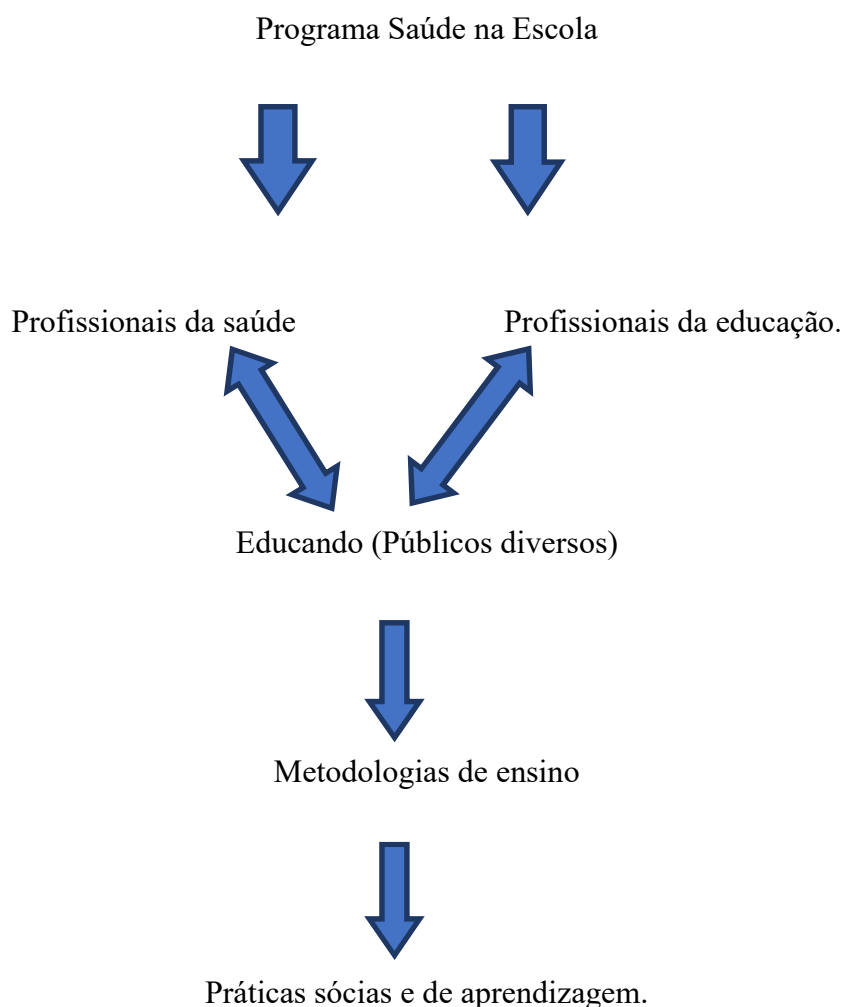 Programa Saúde na Escola
Profissionais da saúde
Profissionais da educação.
Educando (Públicos diversos)
Metodologias de ensino
Práticas sócias e de aprendizagem.